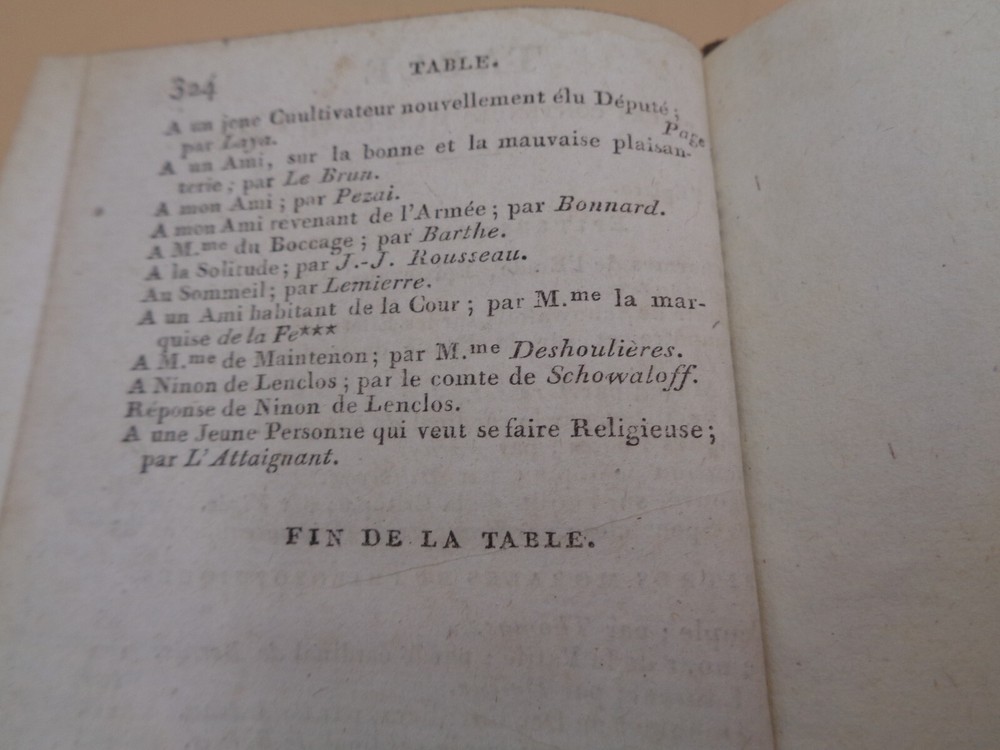 324 TABLE.
A un jene Cuultivateur nouvellement élu Député;
par Laya. Page
A un Ami, sur la bonne et la mauvaise plaisan-
terie; par Le Brun.
A mon Ami; par Pezai.
A mon Ami revenant de l'Armée; par Bonnard.
A M.me du Boccage; par Barthe.
A la Solitude; par J.-J. Rousseau.
Au Sommeil; par Lemierre.
A un Ami habitant de la Cour; par M.me la mar-
quise de la Fe***
A M.me de Maintenon; par M.me Deshoulières.
A Ninon de Lenclos; par le comte de Schowaloff.
Réponse de Ninon de Lenclos.
A une Jeune Personne qui veut se faire Religieuse;
par L'Attaignant.
FIN DE LA TABLE.